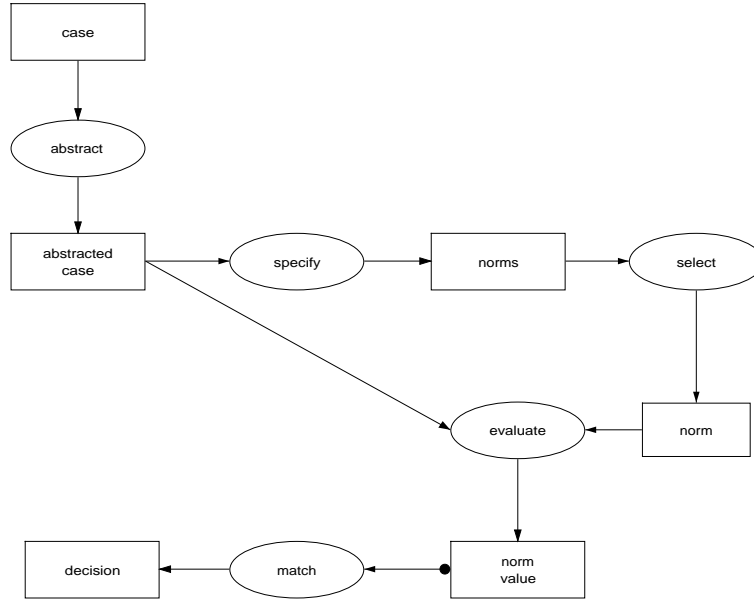 case
abstract
abstracted
case
specify
norms
select
evaluate
norm
decision
match
norm
value